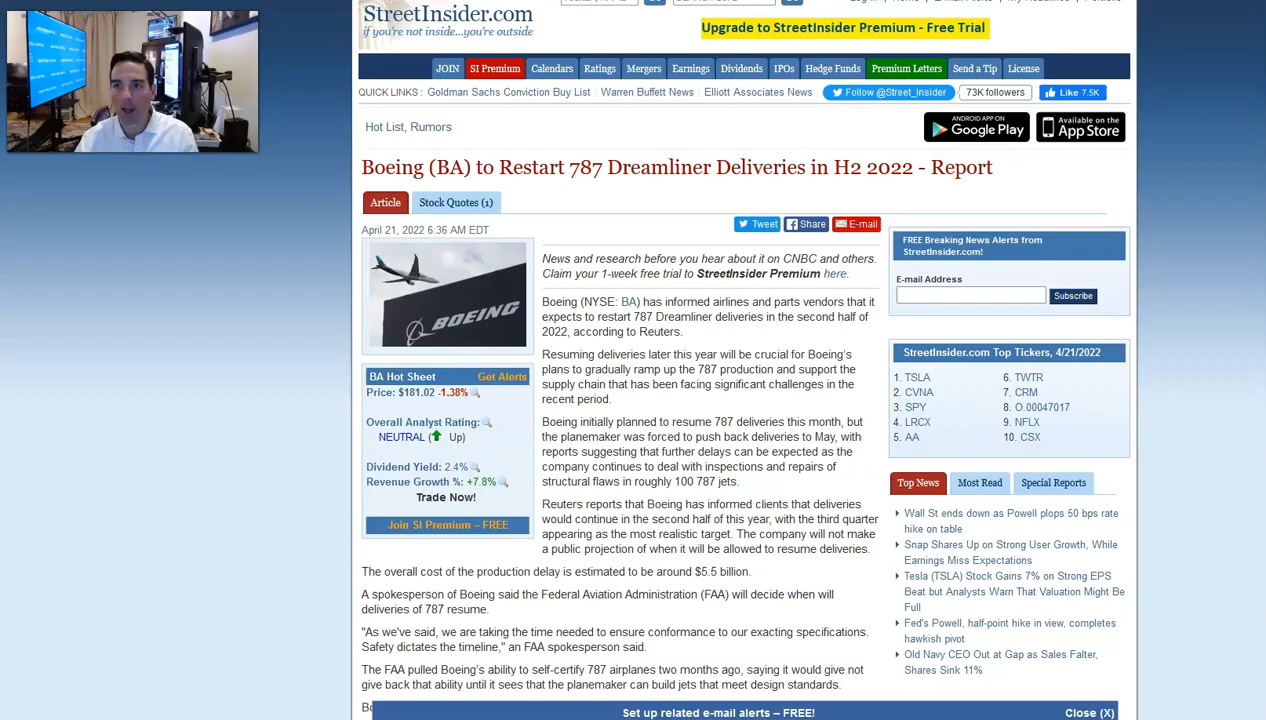 StreetInsider.com
if you're not inside...you're outside
Upgrade to StreetInsider Premium - Free Trial
JOIN SI Premium Calendars Ratings Mergers Earnings Dividends IPOs Hedge Funds Premium Letters Send a Tip License
QUICK LINKS : Goldman Sachs Conviction Buy List Warren Buffett News Elliott Associates News Follow @Street_Insider 73K followers Like 7.5K
Hot List, Rumors
ANDROID APP ON
Google Play
Available on the
App Store
Boeing (BA) to Restart 787 Dreamliner Deliveries in H2 2022 - Report
Article Stock Quotes (1)
Tweet Share E-mail
April 21, 2022 6:36 AM EDT
BOEING
BA Hot Sheet Get Alerts
Price: $181.02 -1.38%
Overall Analyst Rating:
NEUTRAL ( Up)
Dividend Yield: 2.4%
Revenue Growth %: +7.8%
Trade Now!
Join SI Premium – FREE
News and research before you hear about it on CNBC and others.
Claim your 1-week free trial to StreetInsider Premium here.
Boeing (NYSE: BA) has informed airlines and parts vendors that it
expects to restart 787 Dreamliner deliveries in the second half of
2022, according to Reuters.
Resuming deliveries later this year will be crucial for Boeing's
plans to gradually ramp up the 787 production and support the
supply chain that has been facing significant challenges in the
recent period.
Boeing initially planned to resume 787 deliveries this month, but
the planemaker was forced to push back deliveries to May, with
reports suggesting that further delays can be expected as the
company continues to deal with inspections and repairs of
structural flaws in roughly 100 787 jets.
Reuters reports that Boeing has informed clients that deliveries
would continue in the second half of this year, with the third quarter
appearing as the most realistic target. The company will not make
a public projection of when it will be allowed to resume deliveries.
The overall cost of the production delay is estimated to be around $5.5 billion.
A spokesperson of Boeing said the Federal Aviation Administration (FAA) will decide when will
deliveries of 787 resume.
"As we've said, we are taking the time needed to ensure conformance to our exacting specifications.
Safety dictates the timeline," an FAA spokesperson said.
The FAA pulled Boeing's ability to self-certify 787 airplanes two months ago, saying it would give not
give back that ability until it sees that the planemaker can build jets that meet design standards.
FREE Breaking News Alerts from
StreetInsider.com!
E-mail Address
Subscribe
StreetInsider.com Top Tickers, 4/21/2022
1. TSLA 6. TWTR
2. CVNA 7. CRM
3. SPY 8. O.00047017
4. LRCX 9. NFLX
5. AA 10. CSX
Top News Most Read Special Reports
Wall St ends down as Powell plops 50 bps rate
hike on table
Snap Shares Up on Strong User Growth, While
Earnings Miss Expectations
Tesla (TSLA) Stock Gains 7% on Strong EPS
Beat but Analysts Warn That Valuation Might Be
Full
Fed's Powell, half-point hike in view, completes
hawkish pivot
Old Navy CEO Out at Gap as Sales Falter,
Shares Sink 11%
Set up related e-mail alerts – FREE! Close (X)